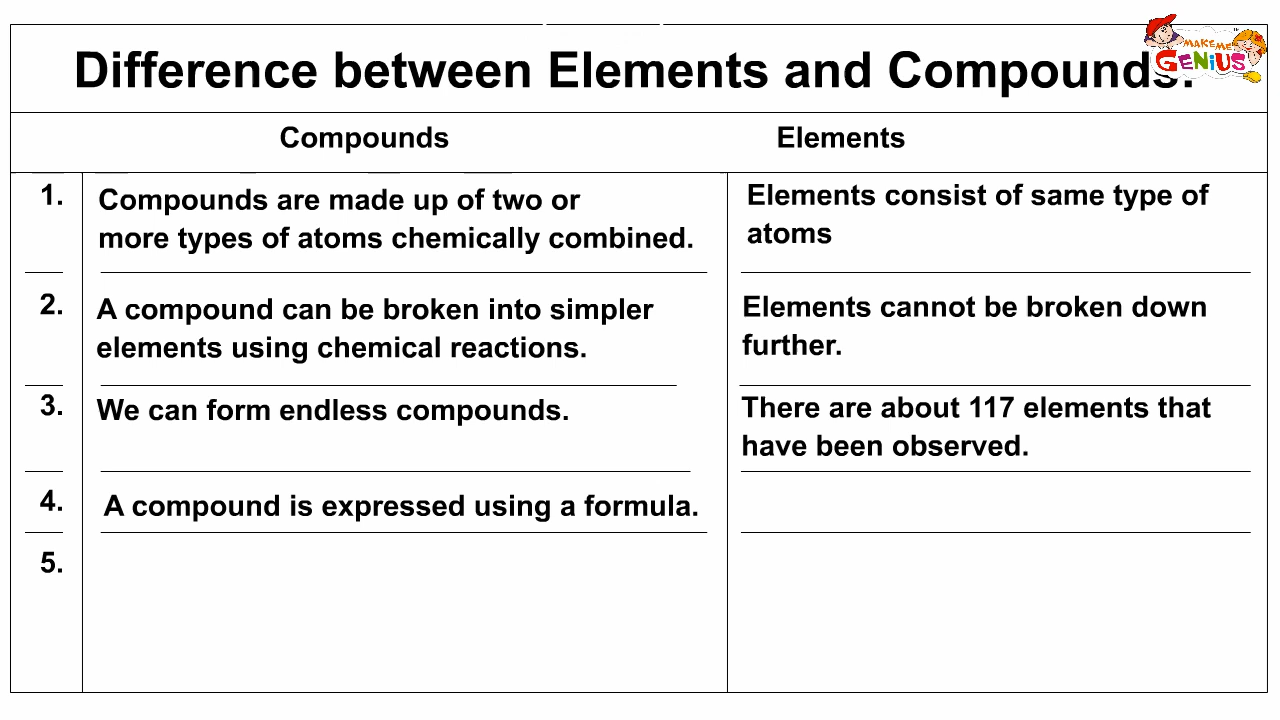 Difference between Elements and Compounds.
MAKEME
GENIUS
Compounds
Elements
1.
Compounds are made up of two or
more types of atoms chemically combined.
Elements consist of same type of
atoms
2.
A compound can be broken into simpler
elements using chemical reactions.
Elements cannot be broken down
further.
3.
We can form endless compounds.
There are about 117 elements that
have been observed.
4.
A compound is expressed using a formula.
5.